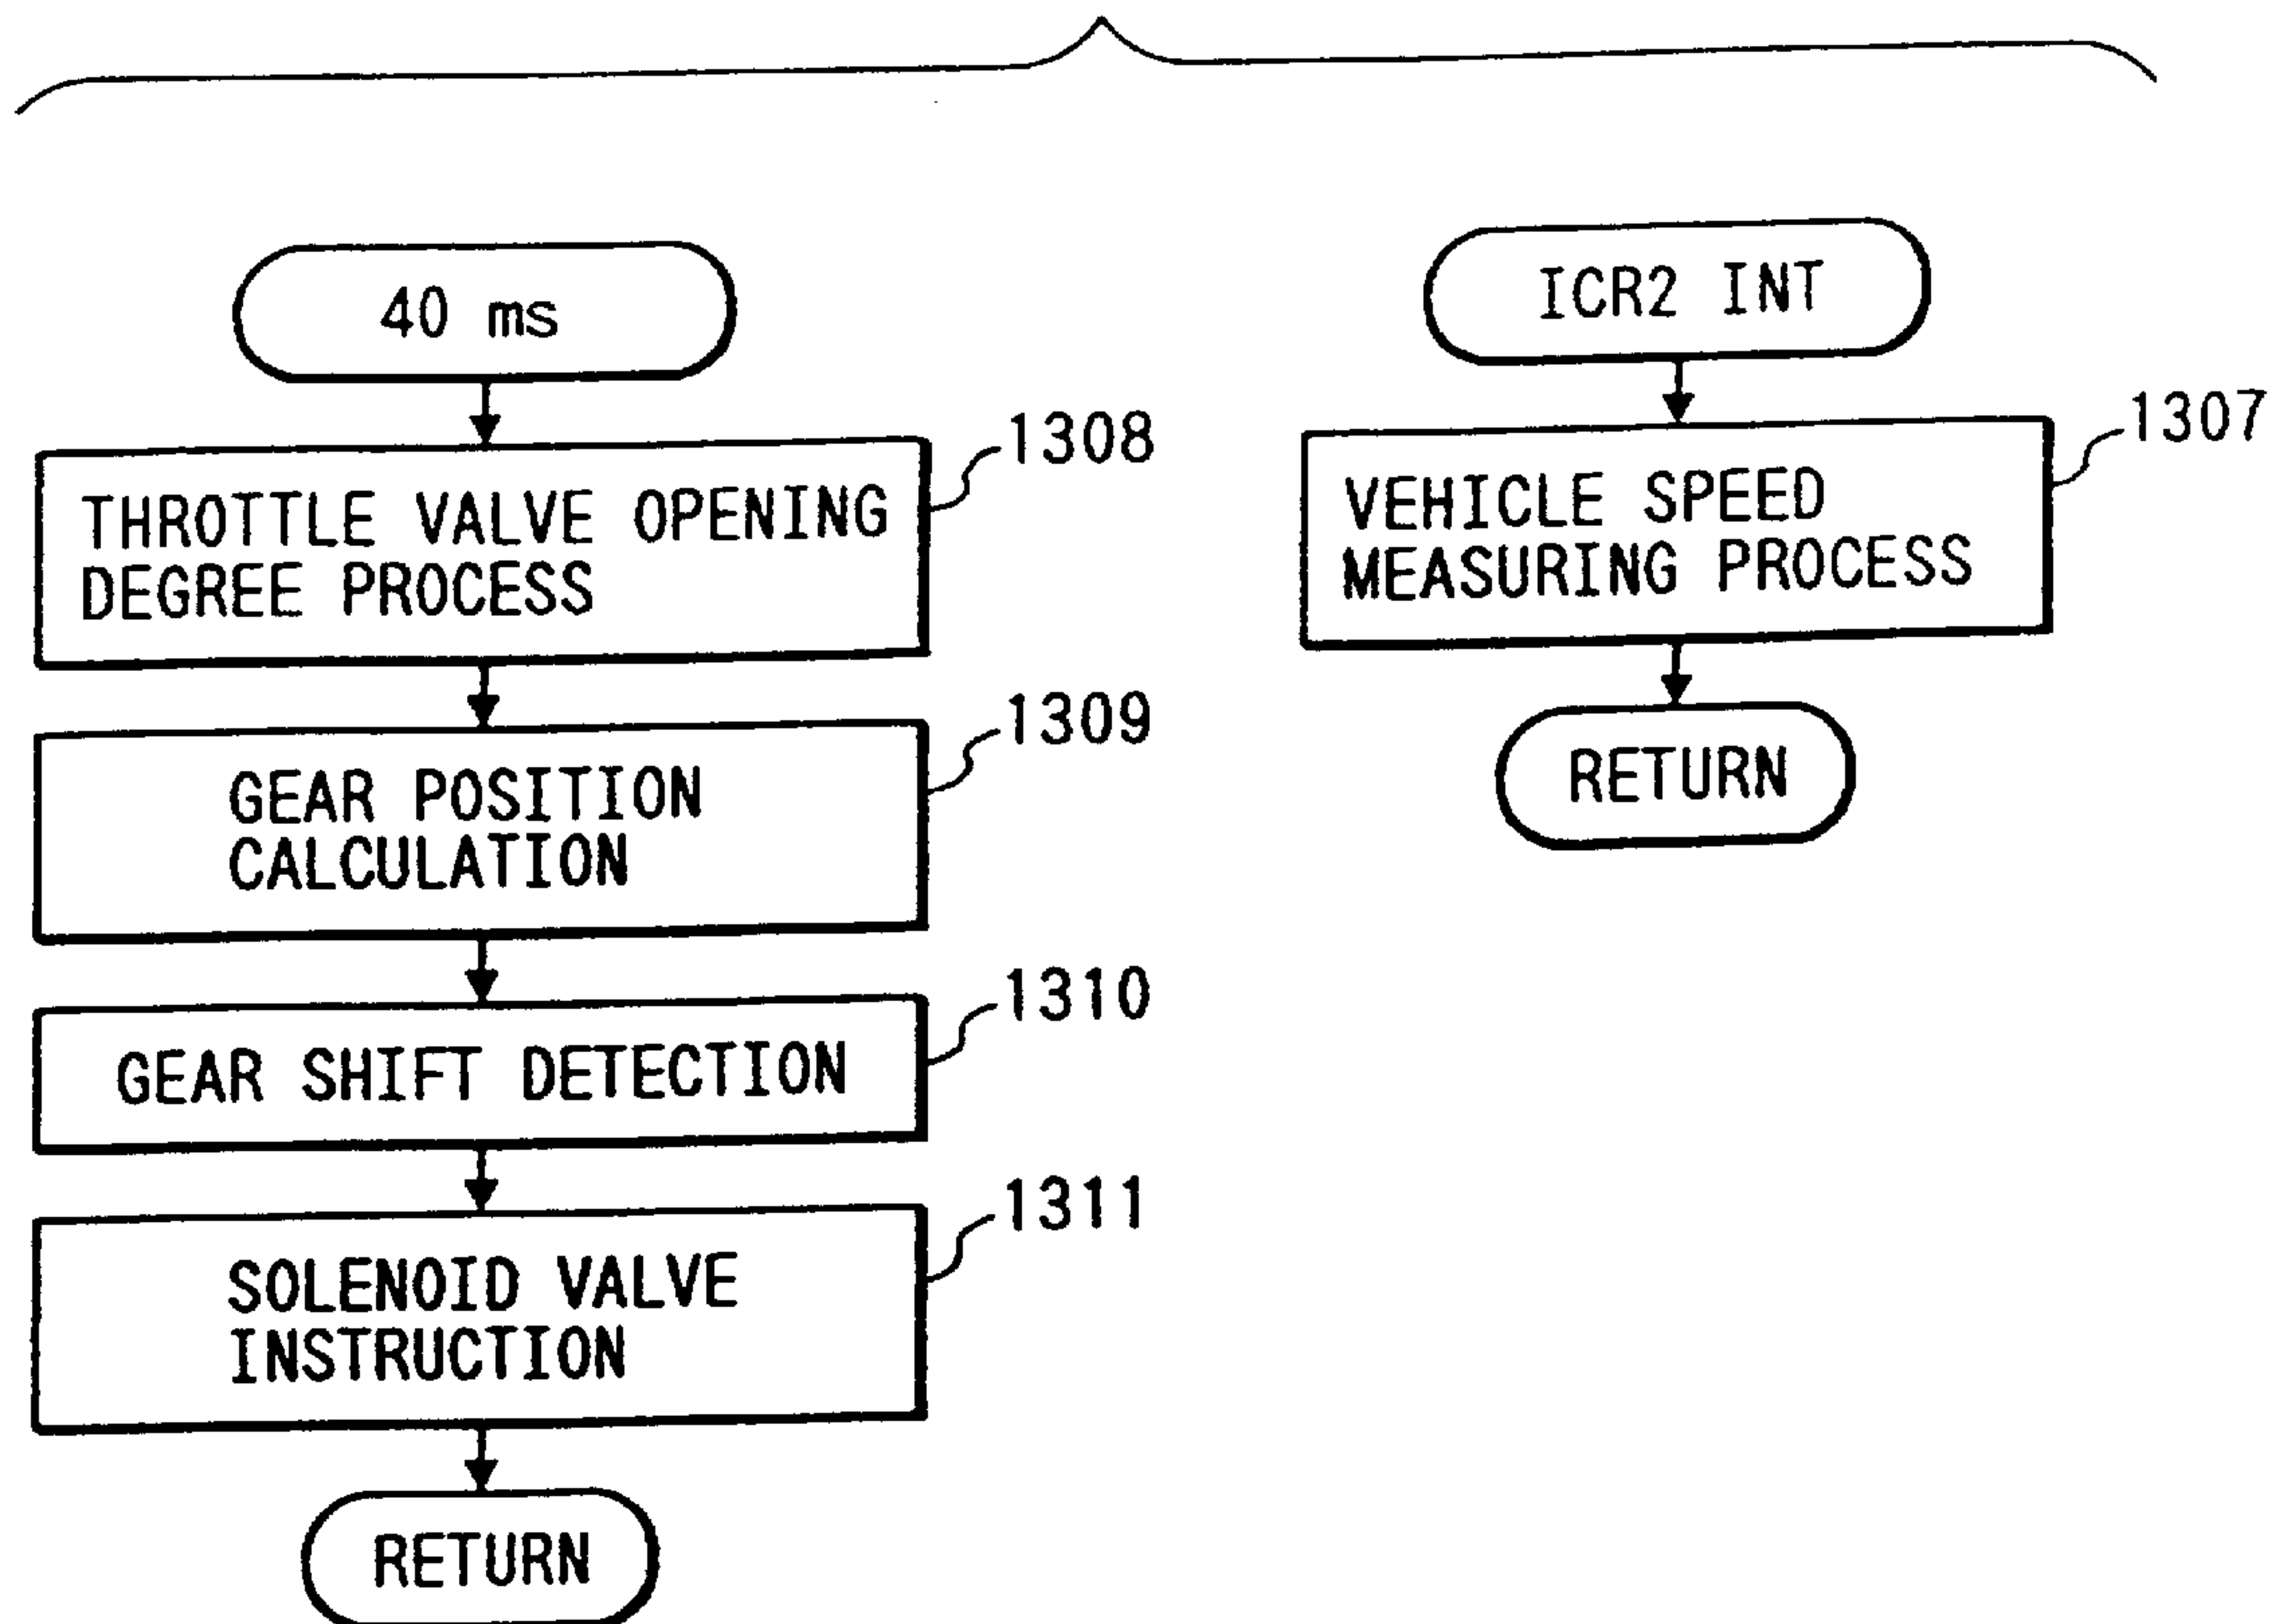 40 ms
1308
THROTTLE VALVE OPENING
DEGREE PROCESS
1309
GEAR POSITION
CALCULATION
1310
GEAR SHIFT DETECTION
1311
SOLENOID VALVE
INSTRUCTION
RETURN
ICR2 INT
1307
VEHICLE SPEED
MEASURING PROCESS
RETURN